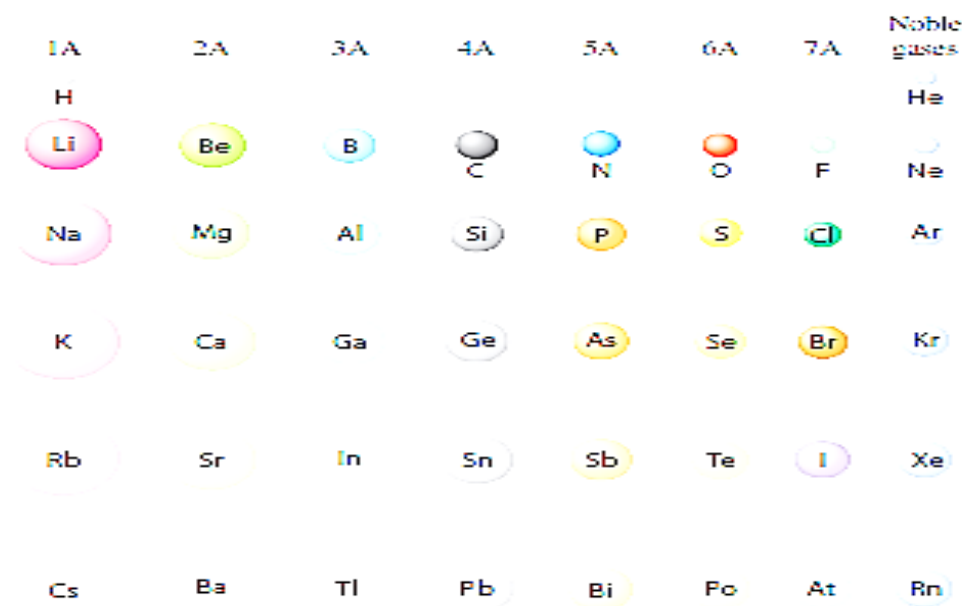 Noble
1A 2A 3A 4A 5A 6A 7A gases
H He
Li Be B C N O F Ne
Na Mg Al Si P S Cl Ar
K Ca Ga Ge As Se Br Kr
Rb Sr In Sn Sb Te I Xe
Cs Ba Tl Pb Bi Po At Rn